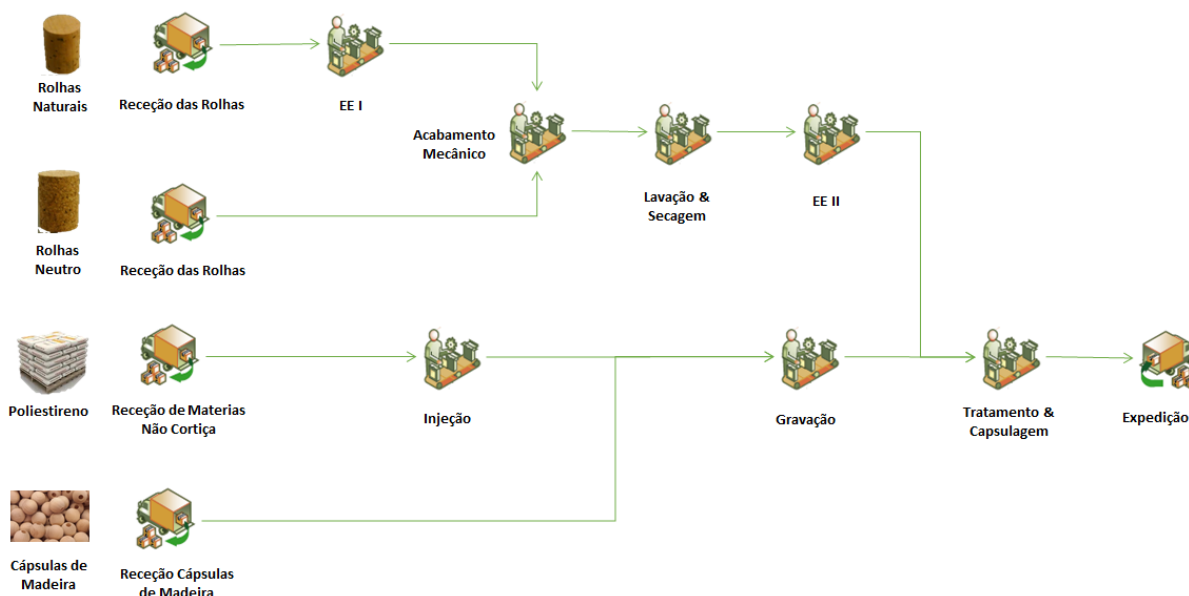 Rolhas
Naturais
Receção das Rolhas
EE I
Acabamento
Mecânico
Lavação &
Secagem
EE II
Rolhas
Neutro
Receção das Rolhas
Poliestireno
Receção de Materias
Não Cortiça
Injeção
Gravação
Tratamento &
Capsulagem
Expedição
Cápsulas de
Madeira
Receção Cápsulas
de Madeira